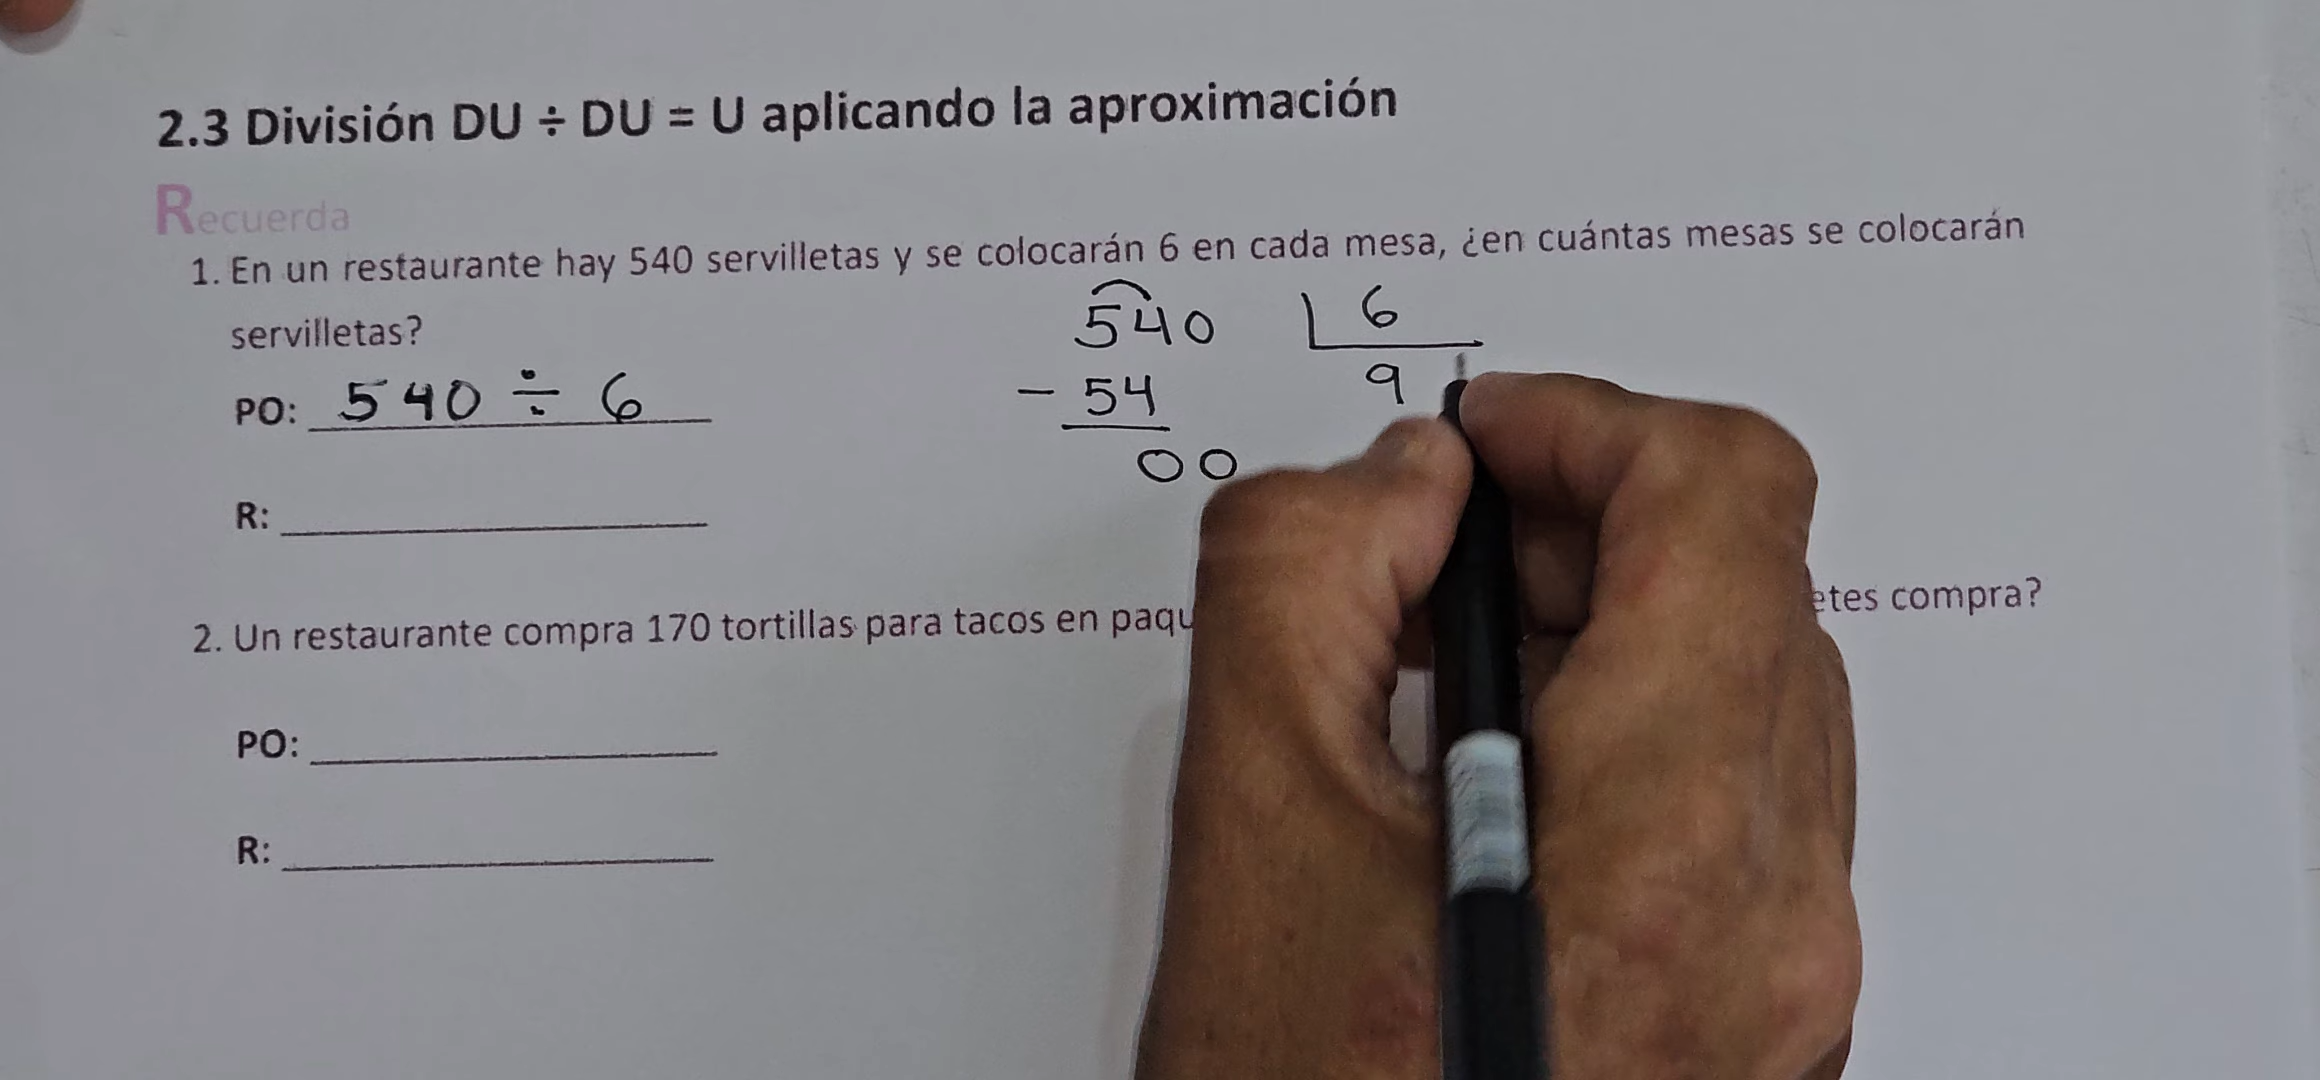 2.3 División DU ÷ DU = U aplicando la aproximación
Recuerda
1. En un restaurante hay 540 servilletas y se colocarán 6 en cada mesa, ¿en cuántas mesas se colocarán
servilletas?
540 6
PO: 540 ÷ 6
- 54 9
00
R:
2. Un restaurante compra 170 tortillas para tacos en compra?
PO:
R: